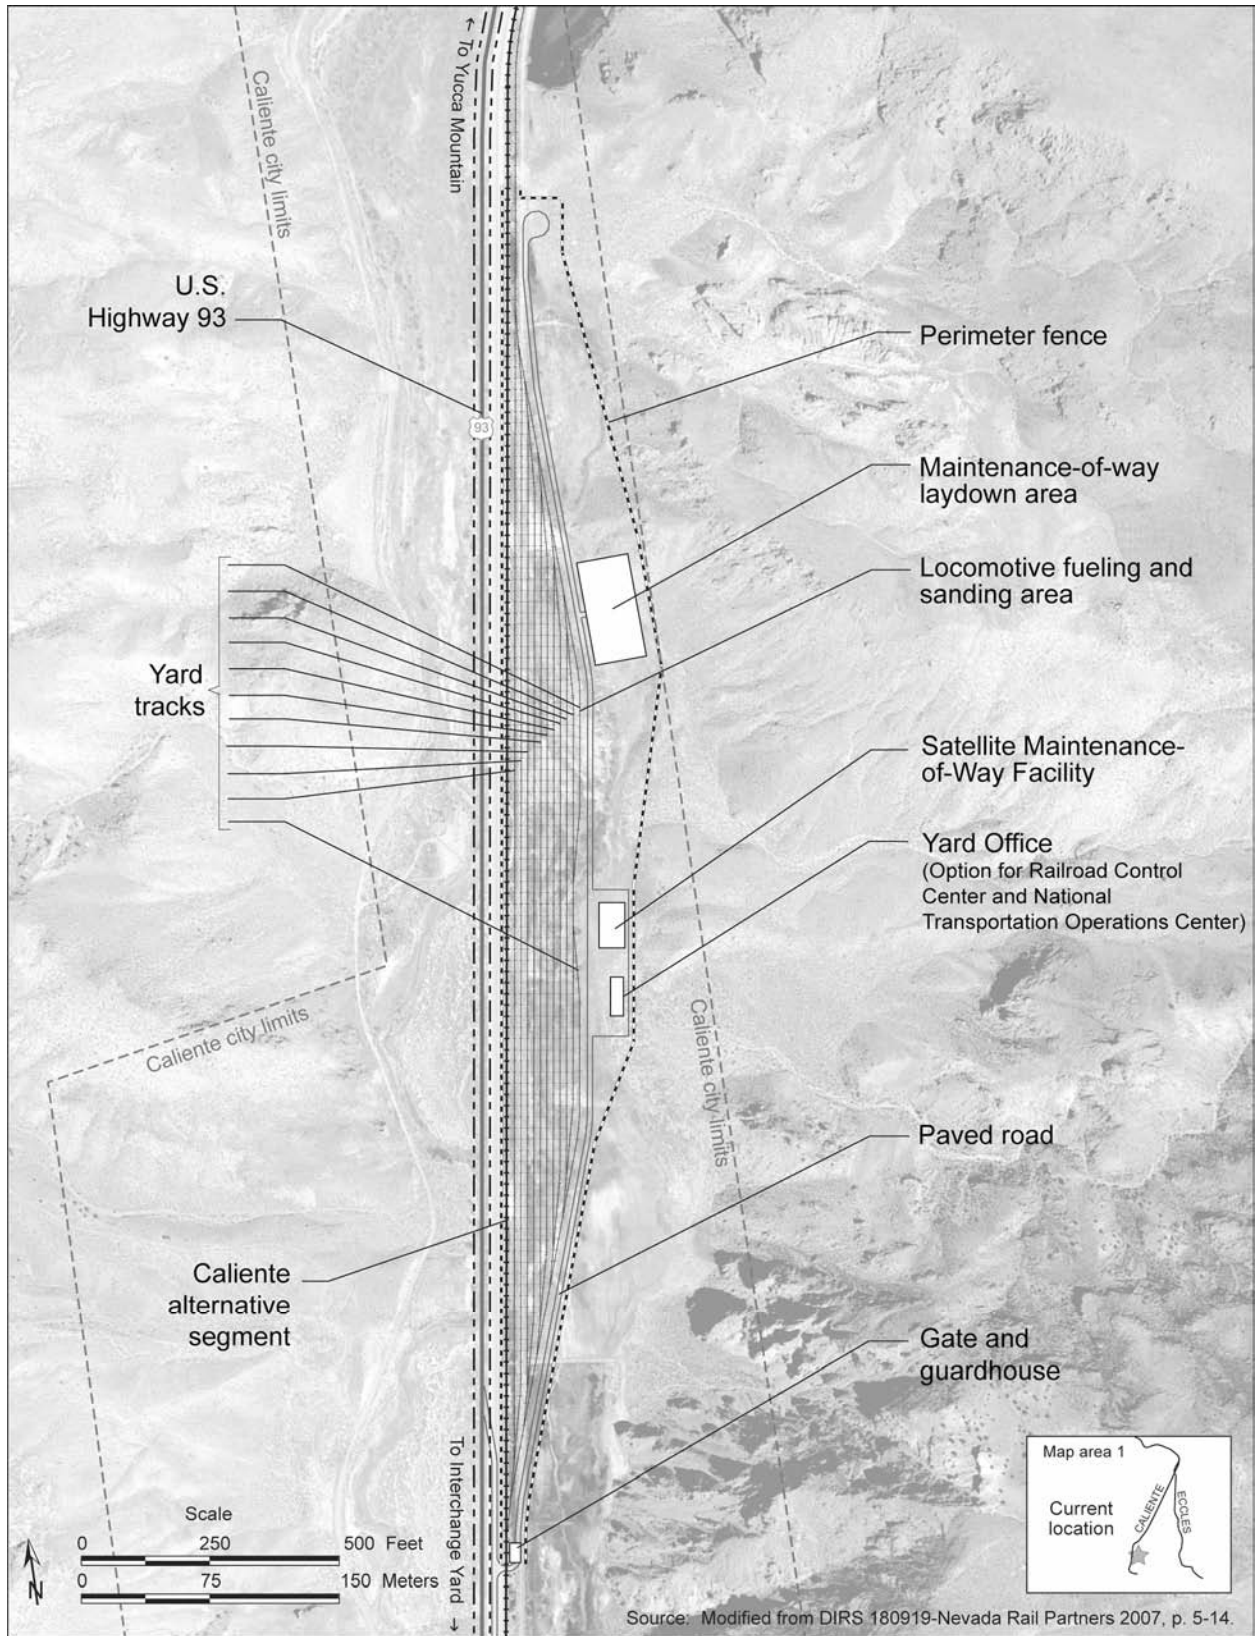 ← To Yucca Mountain
Caliente city limits
U.S.
Highway 93
93
Perimeter fence
Maintenance-of-way
laydown area
Locomotive fueling and
sanding area
Yard
tracks
Satellite Maintenance-
of-Way Facility
Yard Office
(Option for Railroad Control
Center and National
Transportation Operations Center)
Caliente city limits
Caliente city limits
Paved road
Caliente
alternative
segment
Gate and
guardhouse
To Interchange Yard →
Scale
0 250 500 Feet
0 75 150 Meters
N
Map area 1
Current
location
CALIENTE
ECCLES
Source: Modified from DIRS 180919-Nevada Rail Partners 2007, p. 5-14.